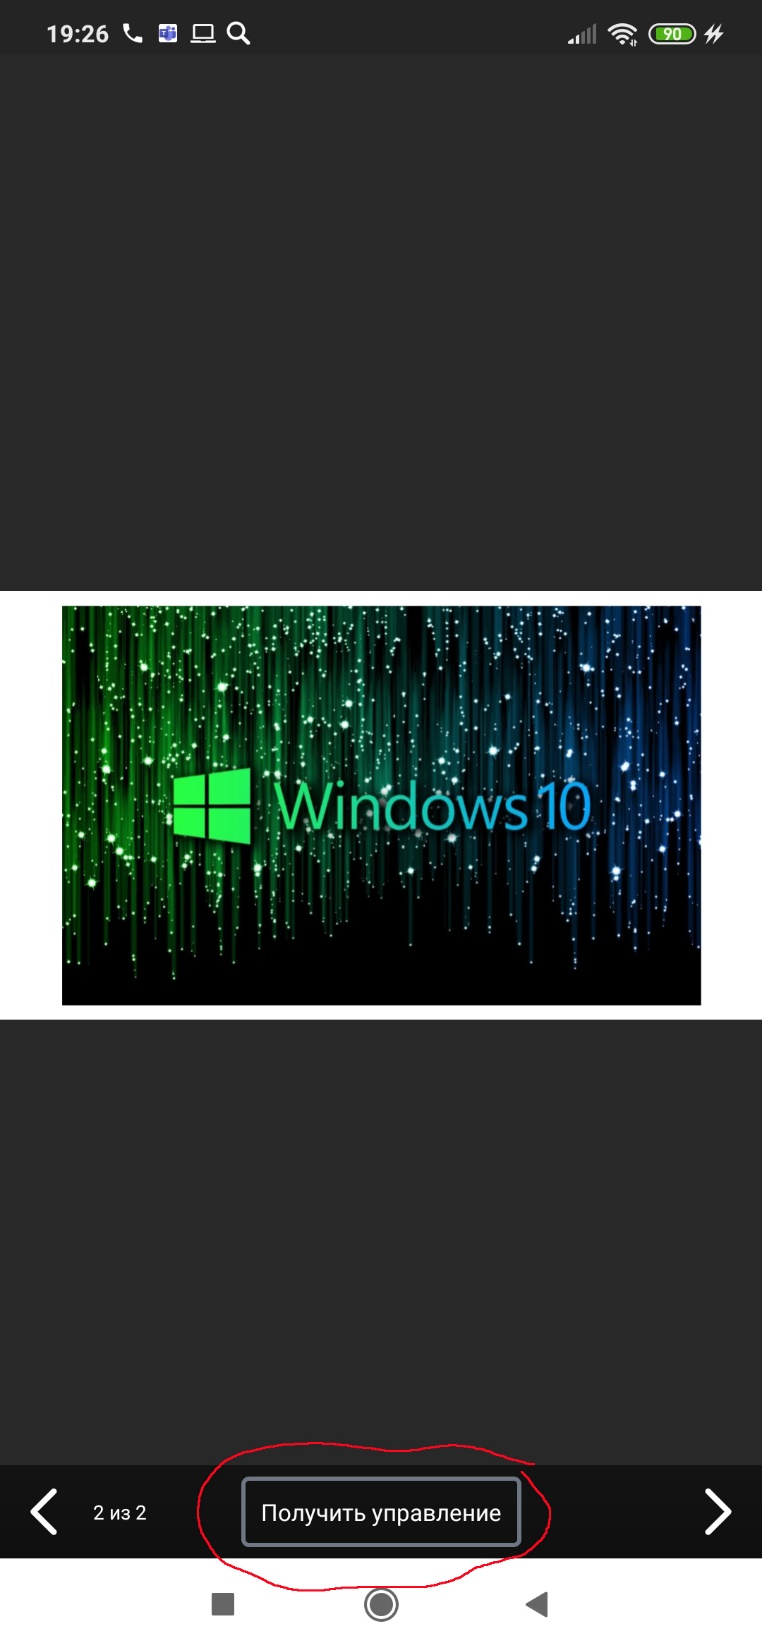 19:26
90
Windows 10
2 из 2
Получить управление